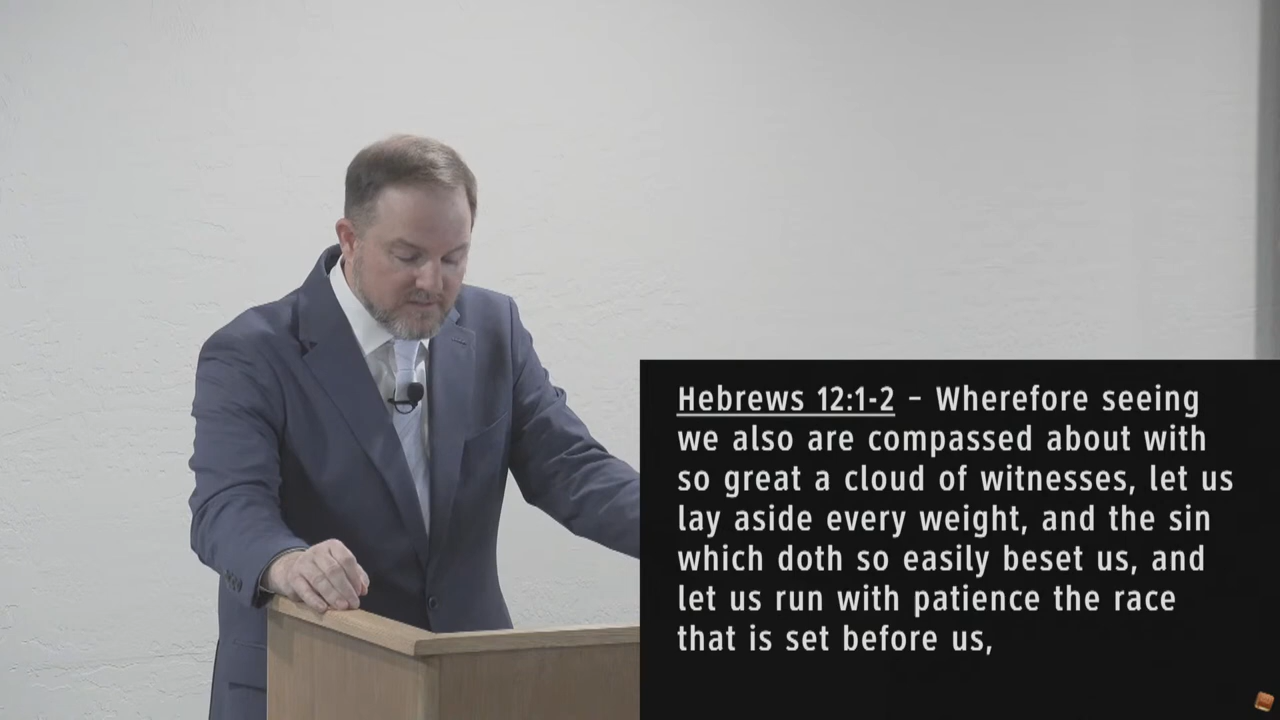 Hebrews 12:1-2 - Wherefore seeing
we also are compassed about with
so great a cloud of witnesses, let us
lay aside every weight, and the sin
which doth so easily beset us, and
let us run with patience the race
that is set before us,